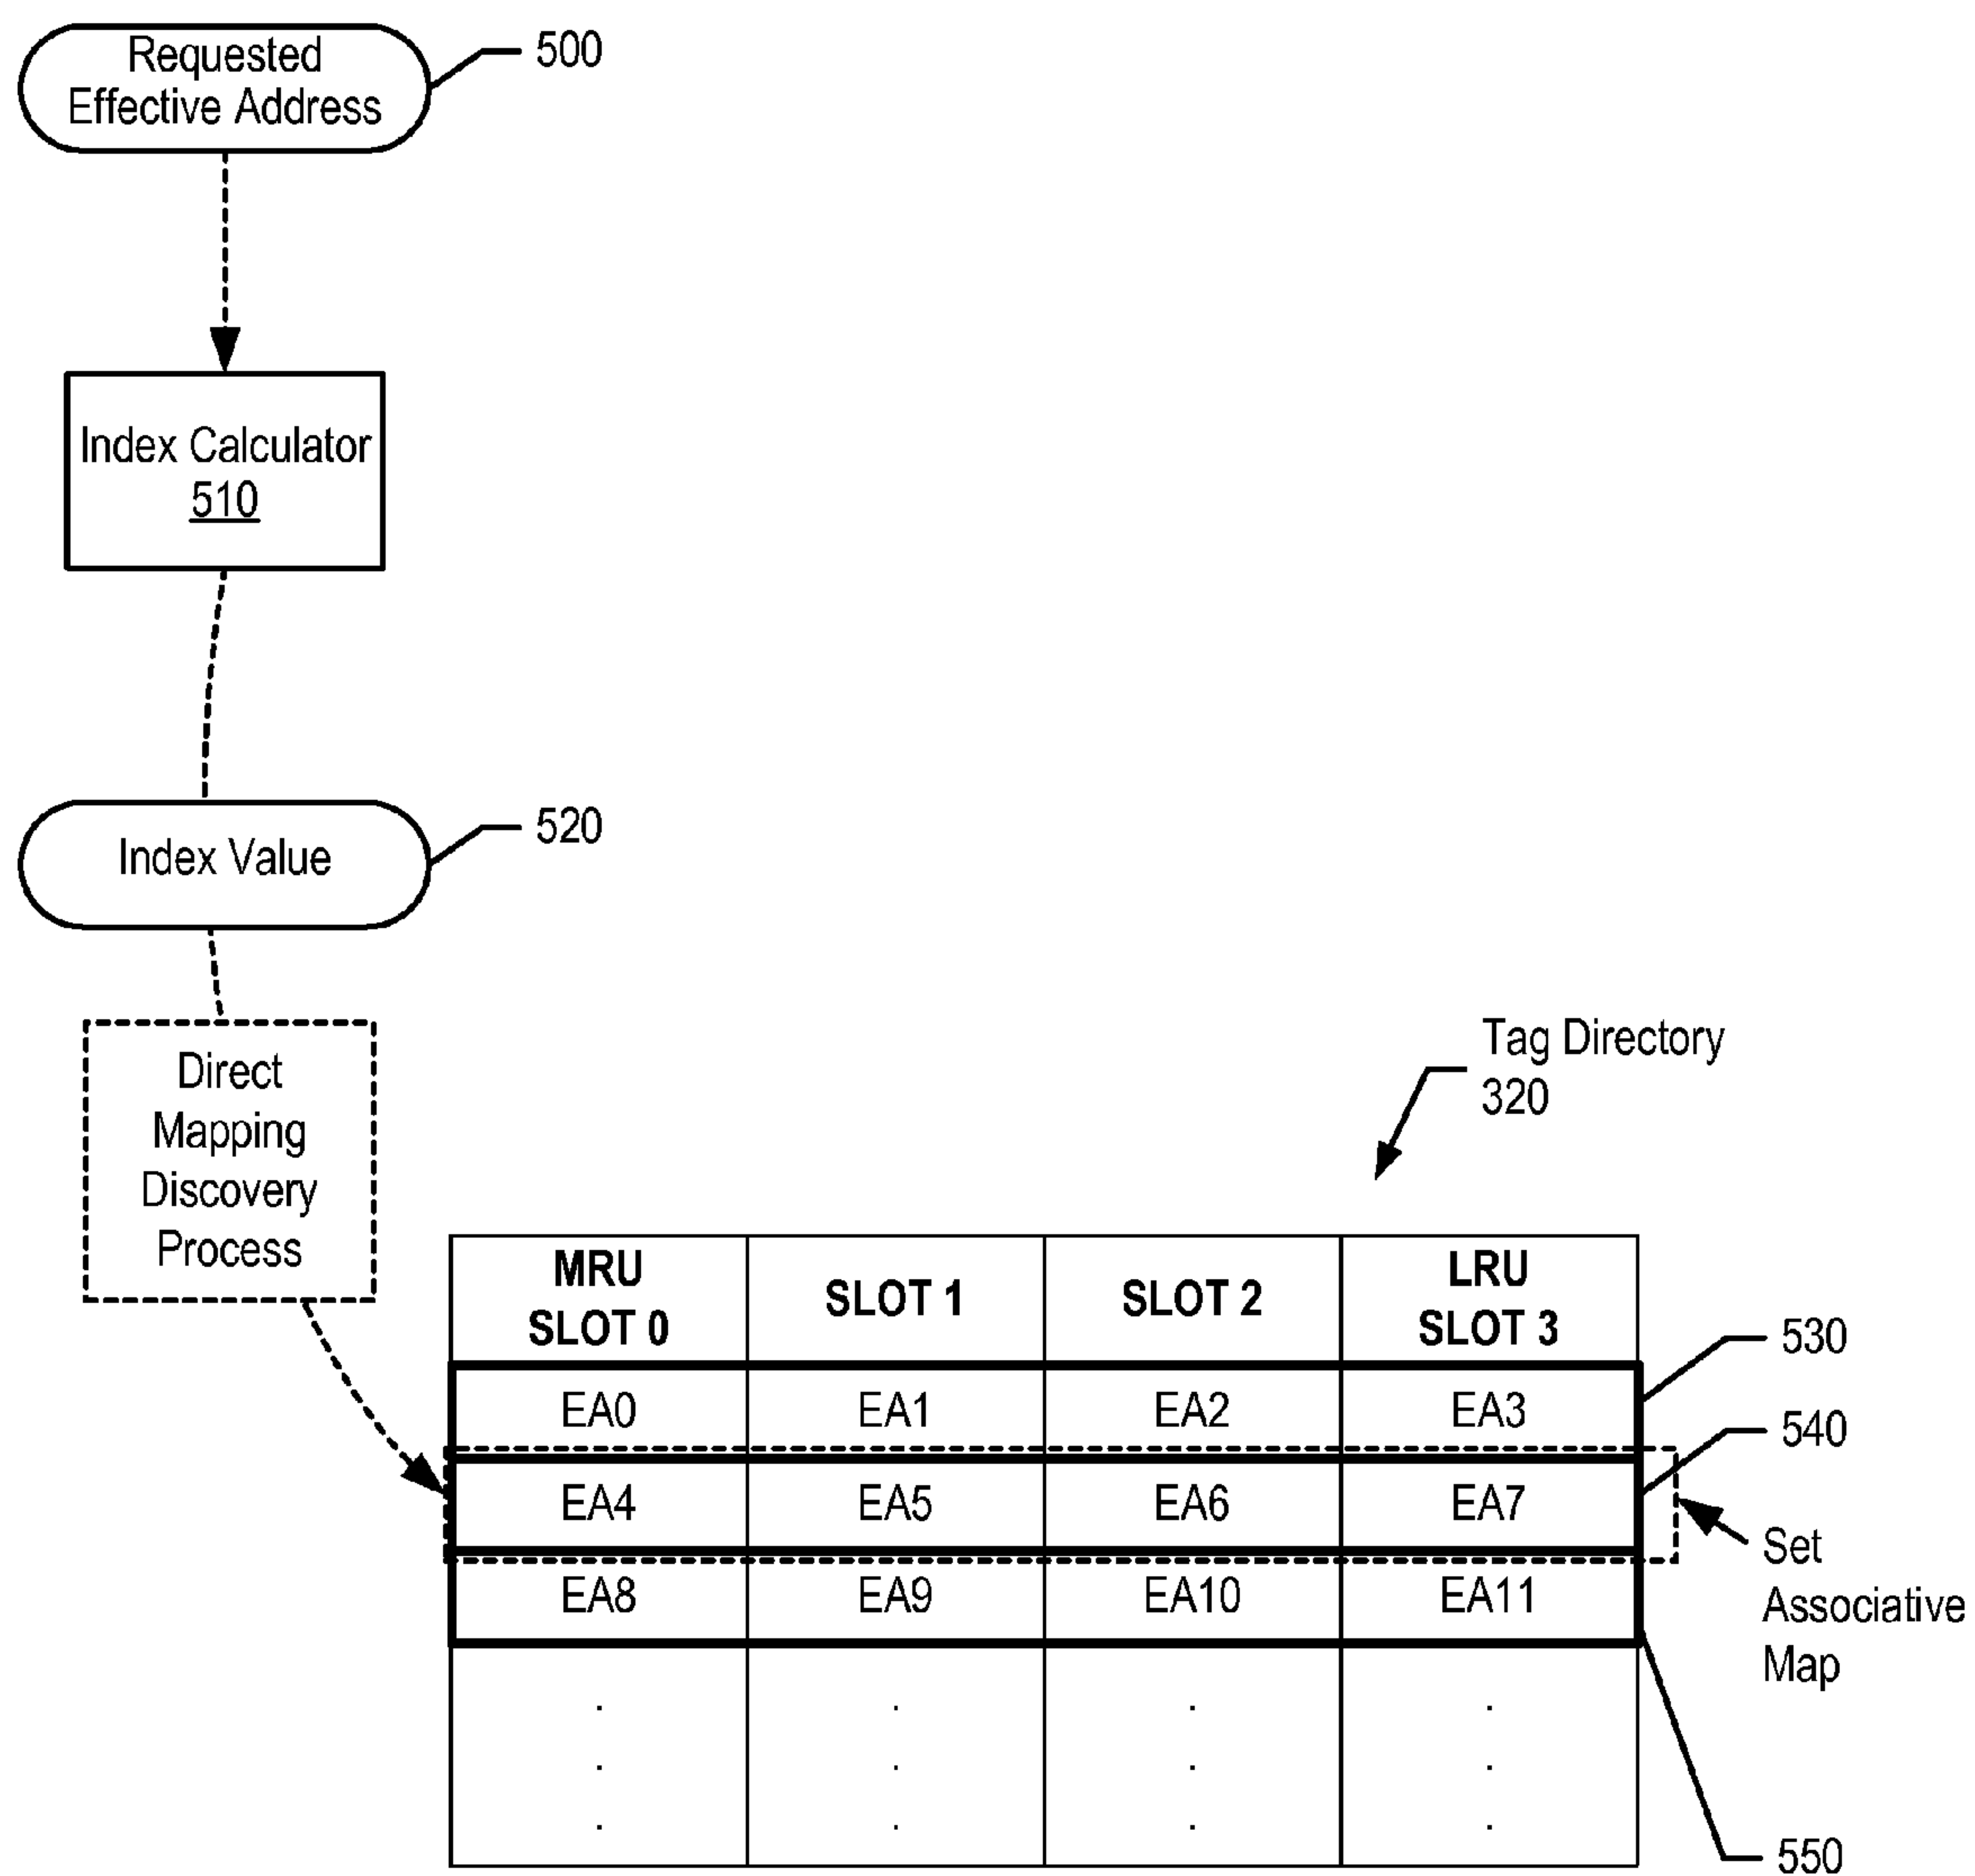 Requested
Effective Address
500
Index Calculator
510
Index Value
520
Direct
Mapping
Discovery
Process
Tag Directory
320
MRU
SLOT 0
SLOT 1
SLOT 2
LRU
SLOT 3
530
EA0 EA1 EA2 EA3
540
EA4 EA5 EA6 EA7
Set
Associative
Map
EA8 EA9 EA10 EA11
. . . .
. . . .
. . . .
550